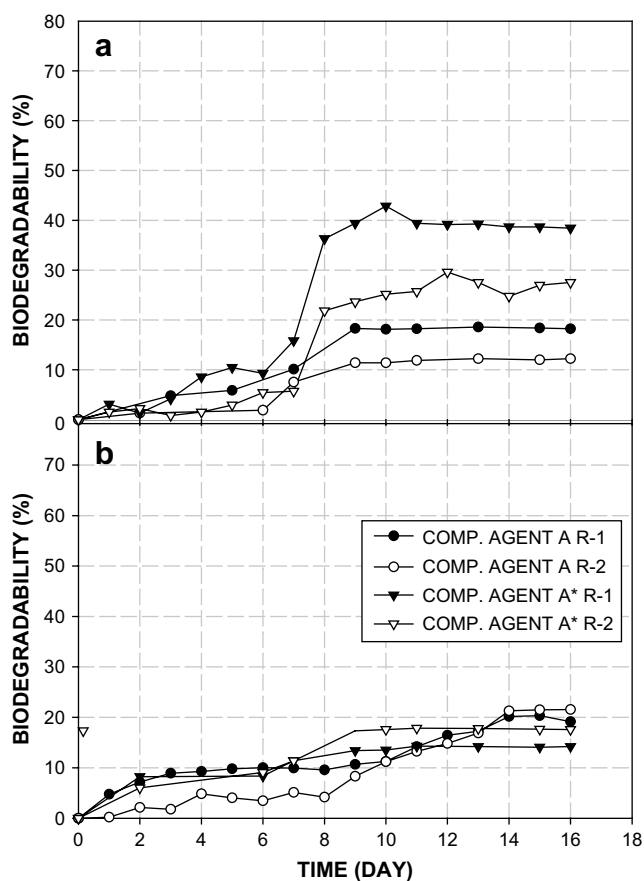 80
a
70
60
50
40
30
20
10
0
BIODEGRADABILITY (%)
b
70
60
50
40
30
20
10
0
BIODEGRADABILITY (%)
COMP. AGENT A R-1
COMP. AGENT A R-2
COMP. AGENT A* R-1
COMP. AGENT A* R-2
0 2 4 6 8 10 12 14 16 18
TIME (DAY)